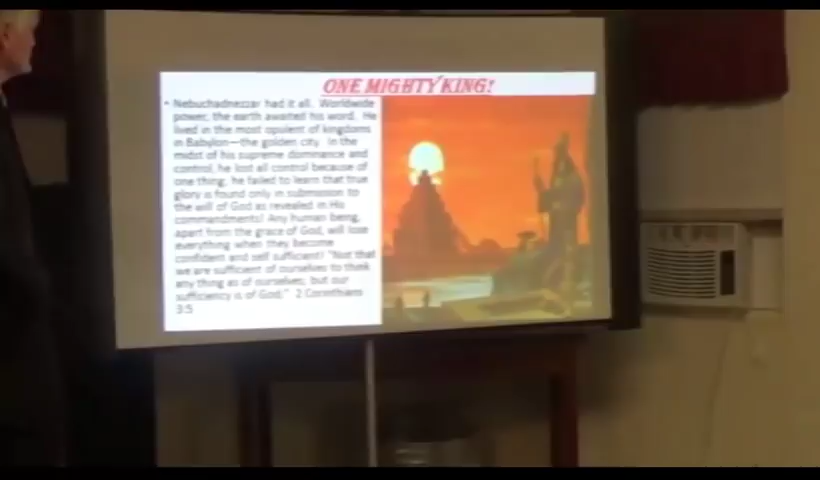 ONE MIGHTY KING!
• Nebuchadnezzar had it all. Worldwide
power, the earth awaited his word. He
lived in the most opulent of kingdoms
in Babylon—the golden city. In the
midst of his supreme dominance and
control, he lost all control because of
one thing, he failed to learn that true
glory is found only in submission to
the will of God as revealed in His
commandments! Any human being,
apart from the grace of God, will lose
everything when they become
confident and self sufficient! "Not that
we are sufficient of ourselves to think
any thing as of ourselves; but our
sufficiency is of God;" 2 Corinthians
3:5